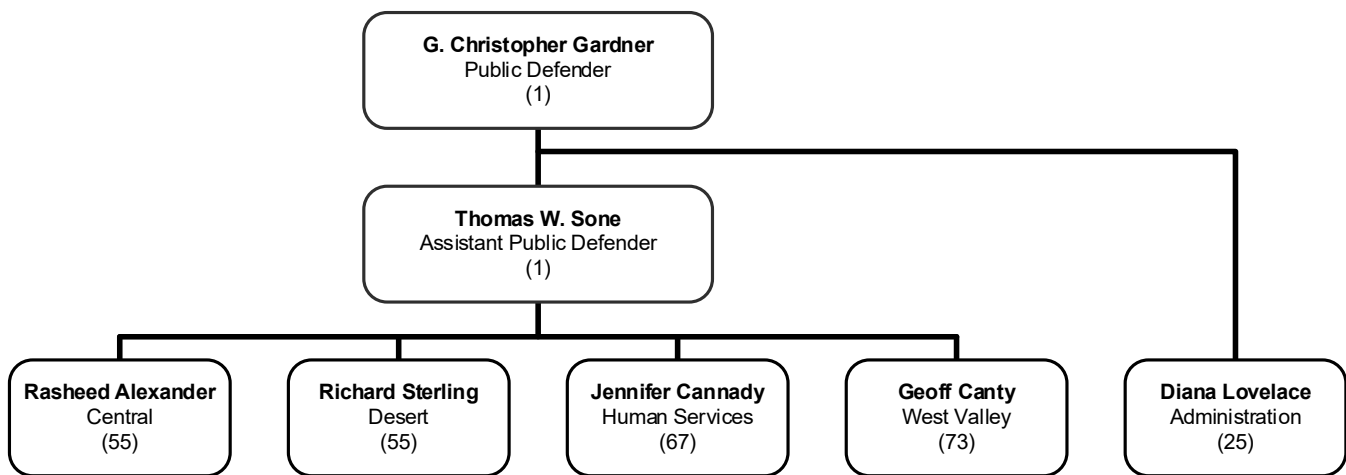 G. Christopher Gardner
Public Defender
(1)
Thomas W. Sone
Assistant Public Defender
(1)
Rasheed Alexander
Central
(55)
Richard Sterling
Desert
(55)
Jennifer Cannady
Human Services
(67)
Geoff Canty
West Valley
(73)
Diana Lovelace
Administration
(25)